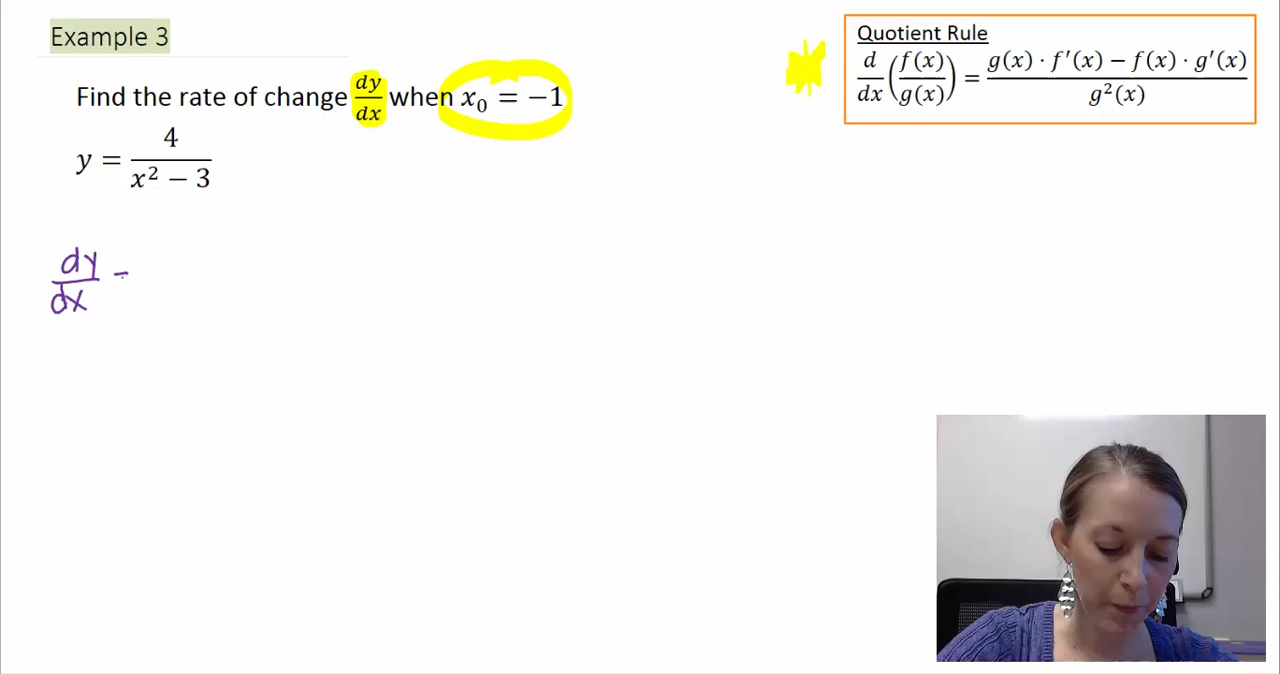 Example 3
Quotient Rule
d/dx (f(x)/g(x)) = (g(x) · f′(x) − f(x) · g′(x))/g²(x)
Find the rate of change dy/dx when x₀ = −1
y = 4/(x² − 3)
dy/dx =